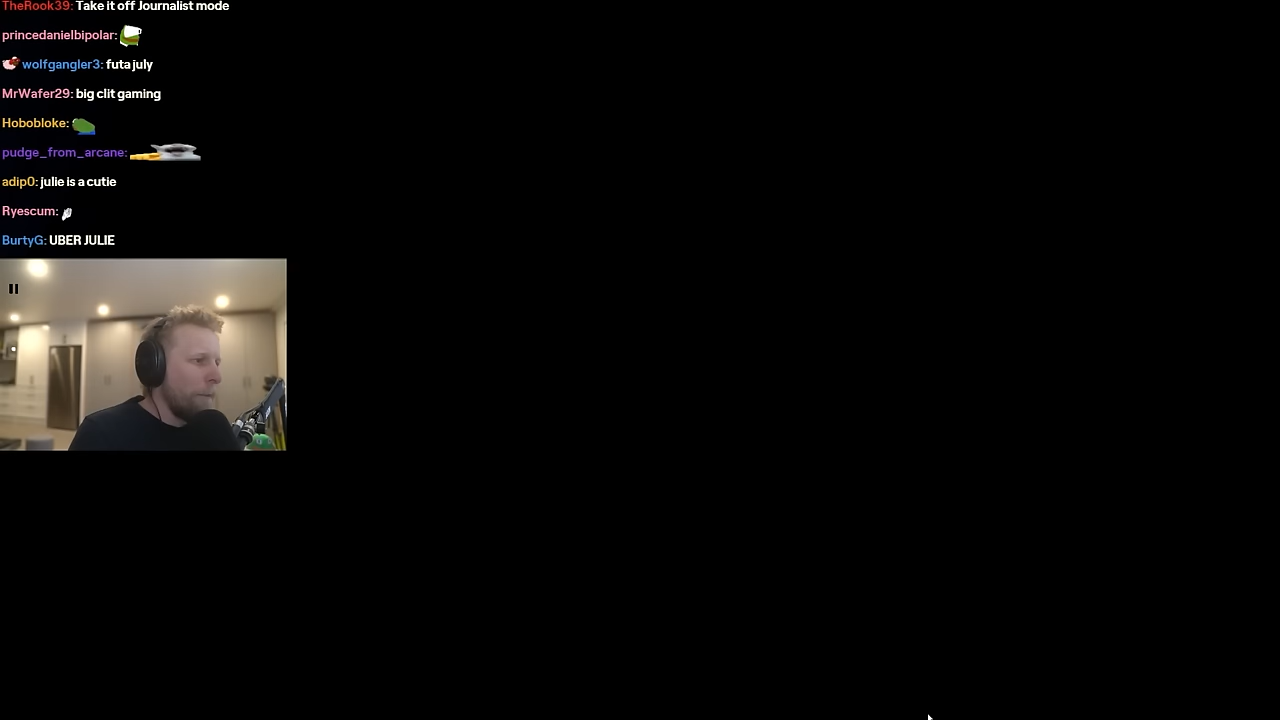 TheRook39: Take it off Journalist mode
princedanielbipolar:
wolfgangler3: futa july
MrWafer29: big clit gaming
Hobobloke:
pudge_from_arcane:
adip0: julie is a cutie
Ryescum:
BurtyG: UBER JULIE